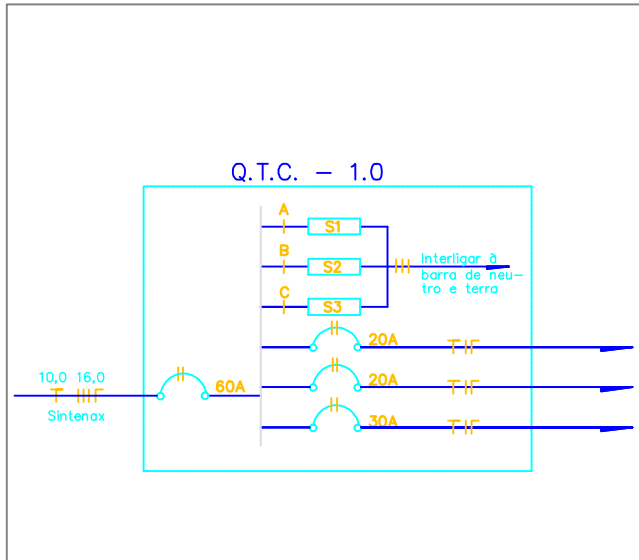 Q.T.C. - 1.0
A
S1
B
S2
Interligar à
barra de neu-
tro e terra
C
S3
20A
10,0 16,0
60A
20A
Sintenax
30A